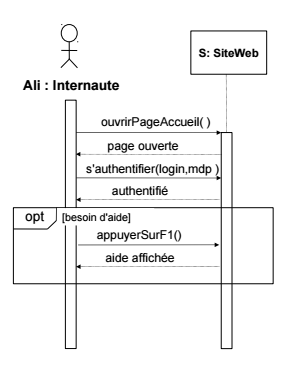 S: SiteWeb
Ali : Internaute
ouvrirPageAccueil( )
page ouverte
s'authentifier(login,mdp )
authentifié
opt [besoin d'aide]
appuyerSurF1()
aide affichée